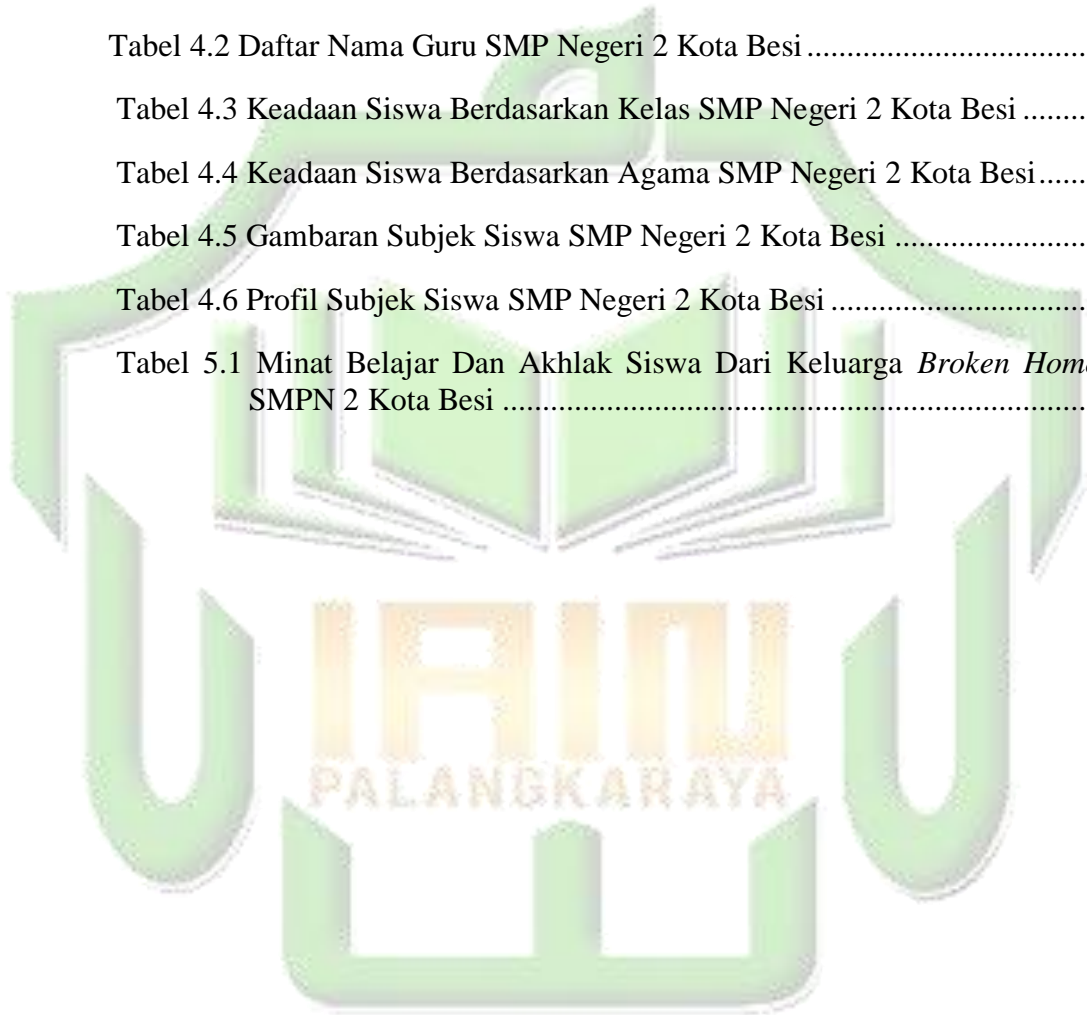 Tabel 4.2 Daftar Nama Guru SMP Negeri 2 Kota Besi ..................................
Tabel 4.3 Keadaan Siswa Berdasarkan Kelas SMP Negeri 2 Kota Besi ........
Tabel 4.4 Keadaan Siswa Berdasarkan Agama SMP Negeri 2 Kota Besi ......
Tabel 4.5 Gambaran Subjek Siswa SMP Negeri 2 Kota Besi ........................
Tabel 4.6 Profil Subjek Siswa SMP Negeri 2 Kota Besi ................................
Tabel 5.1 Minat Belajar Dan Akhlak Siswa Dari Keluarga Broken Home
SMPN 2 Kota Besi ..........................................................................
IAIN
PALANGKARAYA